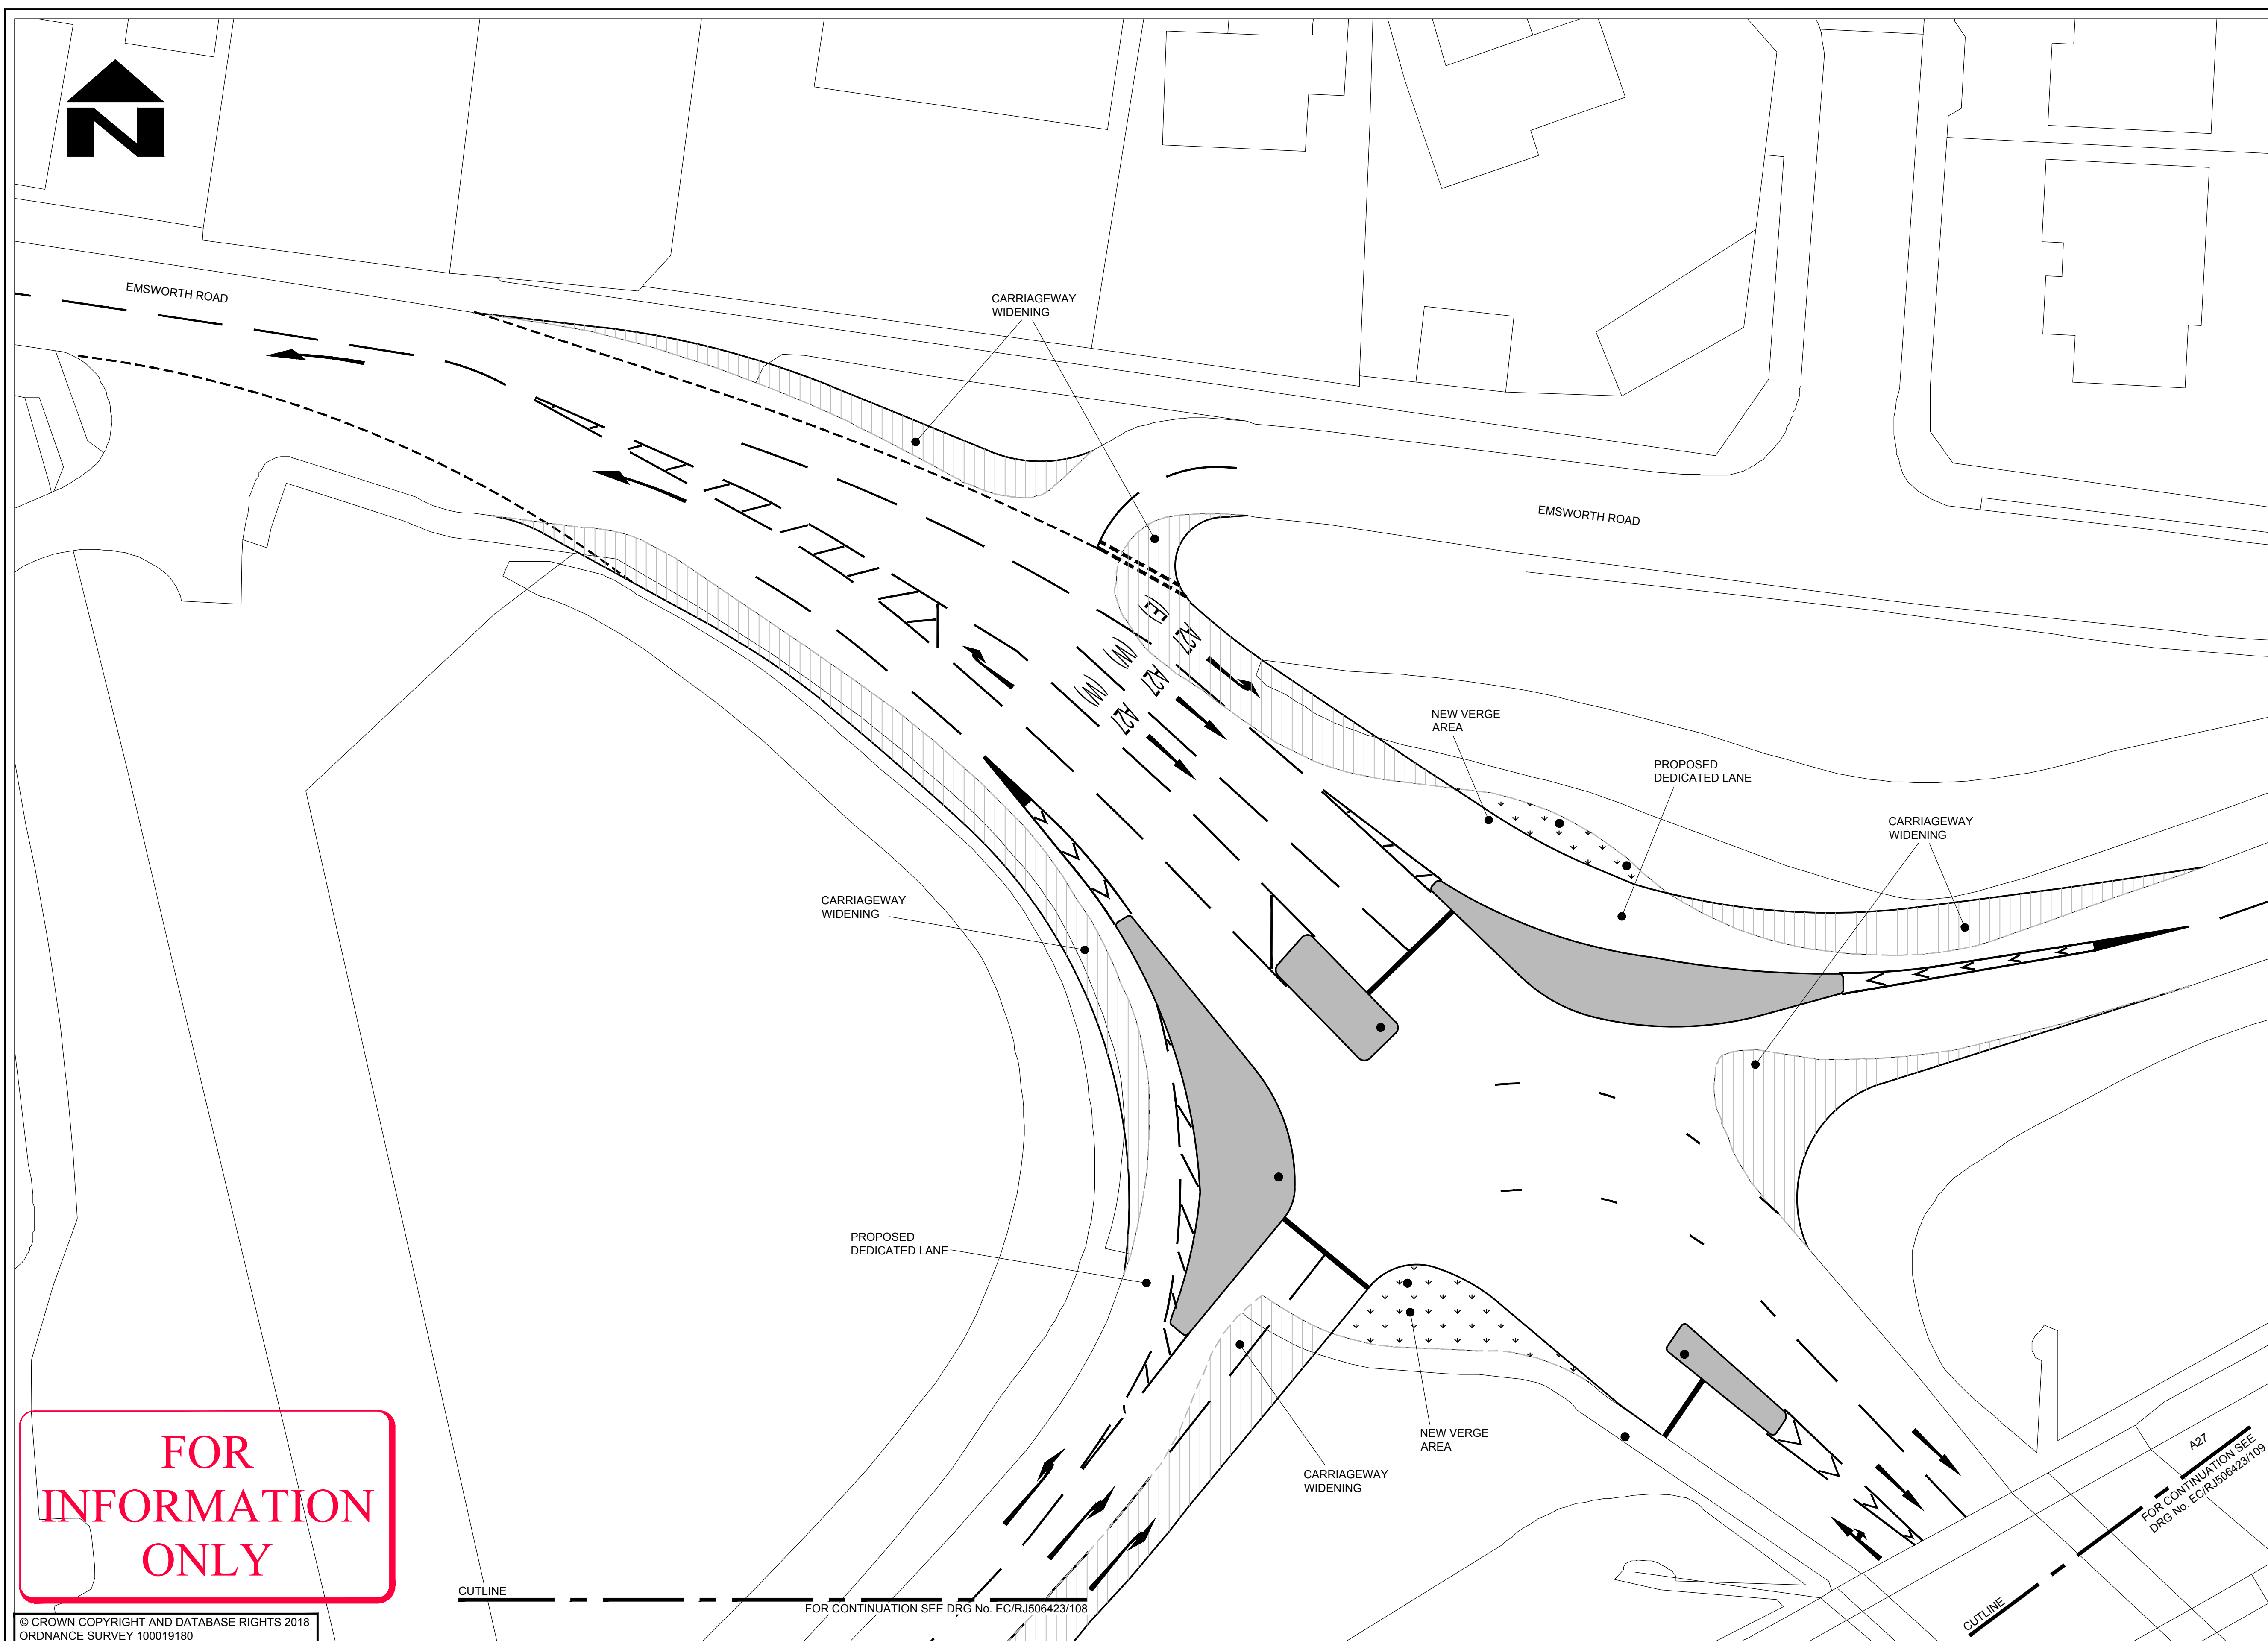 N
EMSWORTH ROAD
CARRIAGEWAY
WIDENING
EMSWORTH ROAD
A27
(E)
A27
(W)
A27
(W)
NEW VERGE
AREA
PROPOSED
DEDICATED LANE
CARRIAGEWAY
WIDENING
CARRIAGEWAY
WIDENING
PROPOSED
DEDICATED LANE
NEW VERGE
AREA
CARRIAGEWAY
WIDENING
A27
FOR CONTINUATION SEE
DRG No. EC/RJ506423/109
CUTLINE
FOR
INFORMATION
ONLY
CUTLINE
FOR CONTINUATION SEE DRG No. EC/RJ506423/108
© CROWN COPYRIGHT AND DATABASE RIGHTS 2018
ORDNANCE SURVEY 100019180